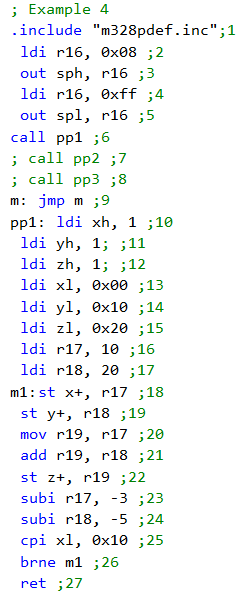 ; Example 4
.include "m328pdef.inc";1
ldi r16, 0x08 ;2
out sph, r16 ;3
ldi r16, 0xff ;4
out spl, r16 ;5
call pp1 ;6
; call pp2 ;7
; call pp3 ;8
m: jmp m ;9
pp1: ldi xh, 1 ;10
ldi yh, 1; ;11
ldi zh, 1; ;12
ldi xl, 0x00 ;13
ldi yl, 0x10 ;14
ldi zl, 0x20 ;15
ldi r17, 10 ;16
ldi r18, 20 ;17
m1:st x+, r17 ;18
st y+, r18 ;19
mov r19, r17 ;20
add r19, r18 ;21
st z+, r19 ;22
subi r17, -3 ;23
subi r18, -5 ;24
cpi xl, 0x10 ;25
brne m1 ;26
ret ;27